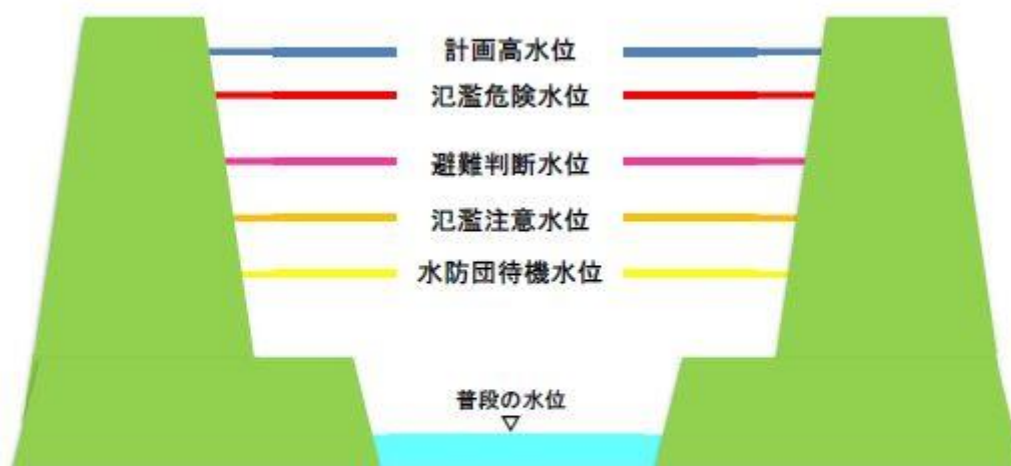 計画高水位
氾濫危険水位
避難判断水位
氾濫注意水位
水防団待機水位
普段の水位
▽